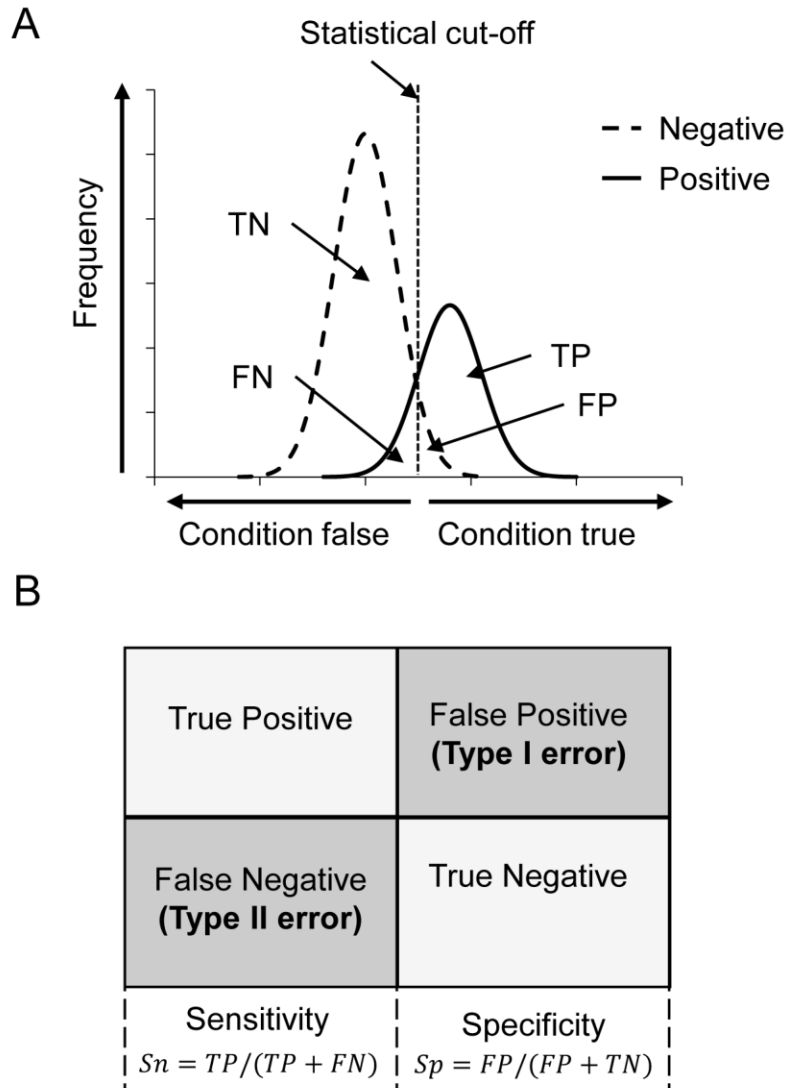 A
Statistical cut-off
Negative
Positive
Frequency
TN
FN
TP
FP
Condition false
Condition true
B
True Positive
False Positive
(Type I error)
False Negative
(Type II error)
True Negative
Sensitivity
Sn = TP/(TP + FN)
Specificity
Sp = FP/(FP + TN)